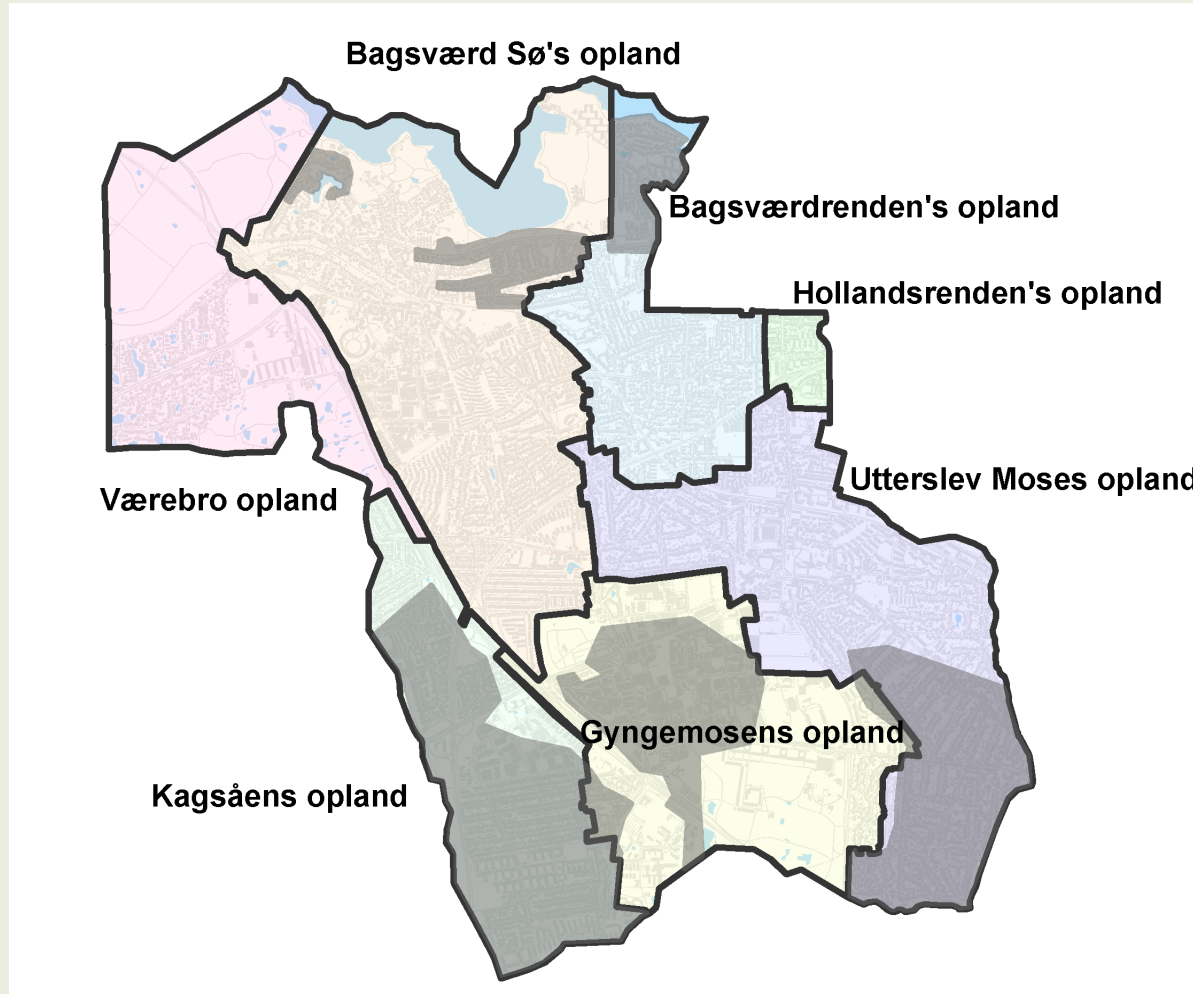 Bagsværd Sø's opland
Bagsværdrenden's opland
Hollandsrenden's opland
Utterslev Moses opland
Værebro opland
Gyngemosens opland
Kagsåens opland